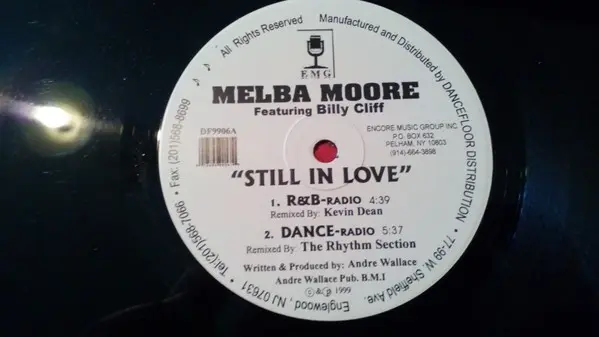 ♪ ♪ All Rights Reserved Manufactured and Distributed by DANCEFLOOR DISTRIBUTION • 77-99 W. Sheffield Ave. Englewood, NJ 07631 • Tel(201)568-7066 • Fax: (201)568-8699
EMG
MELBA MOORE
Featuring Billy Cliff
DF9906A
ENCORE MUSIC GROUP INC.
P.O. BOX 632
PELHAM, NY 10803
(914)-664-3898
"STILL IN LOVE"
1. R&B-RADIO 4:39
Remixed By: Kevin Dean
2. DANCE-RADIO 5:37
Remixed By: The Rhythm Section
Written & Produced by: Andre Wallace
Andre Wallace Pub. B.M.I
©&℗ 1999